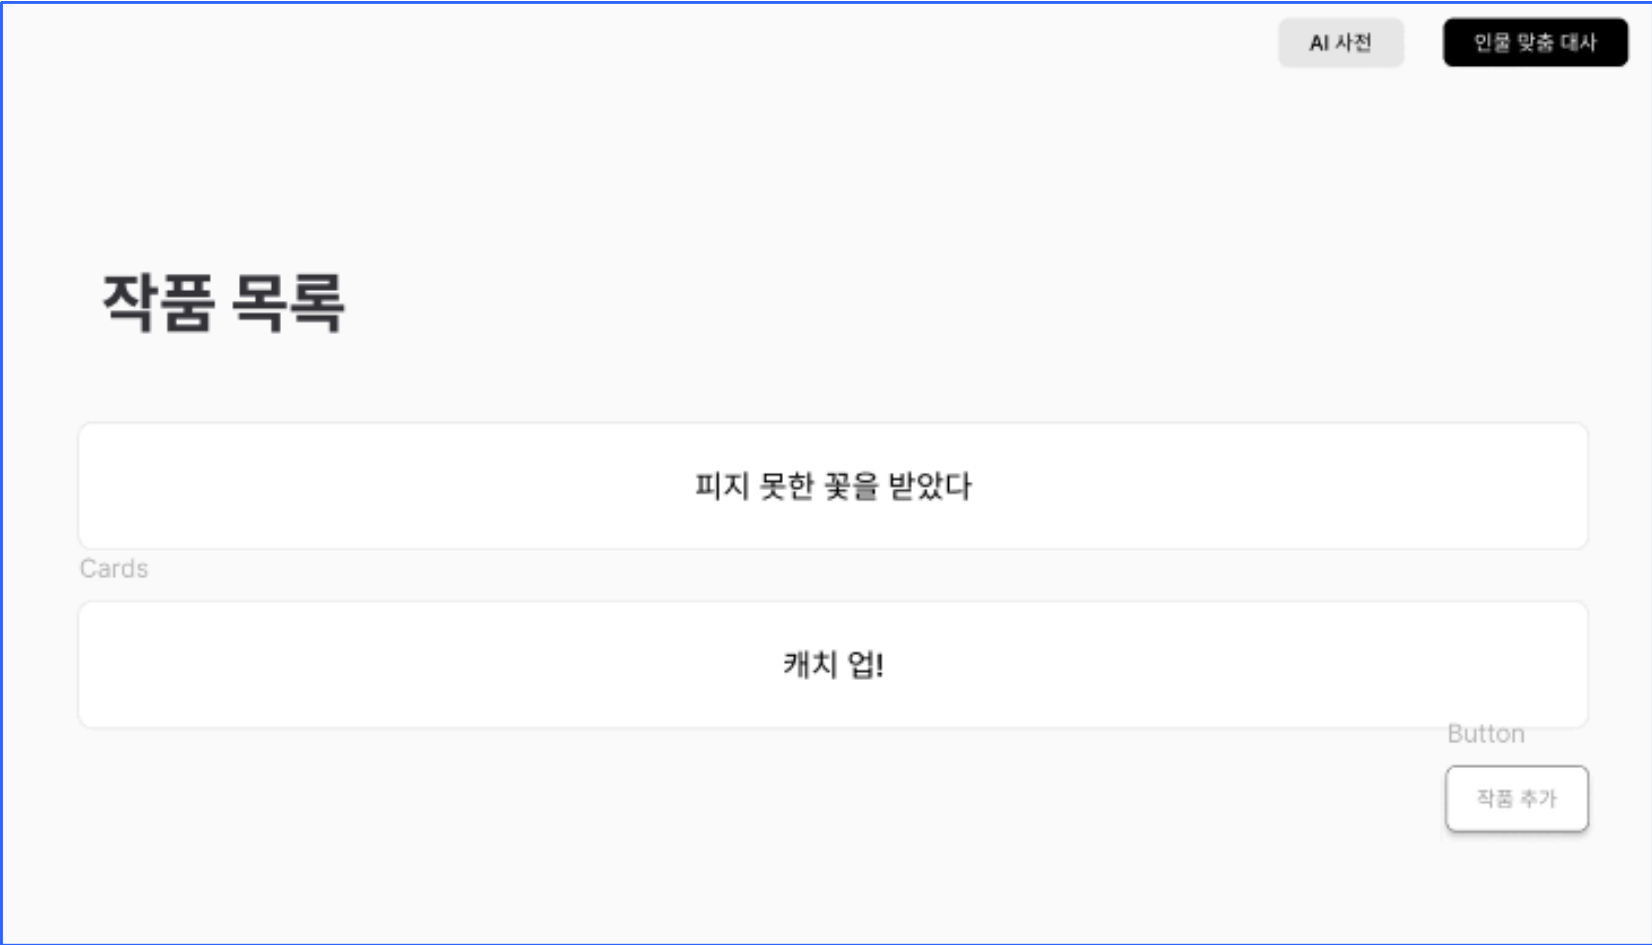 AI 사전
인물 맞춤 대사
작품 목록
피지 못한 꽃을 받았다
Cards
캐치 업!
Button
작품 추가